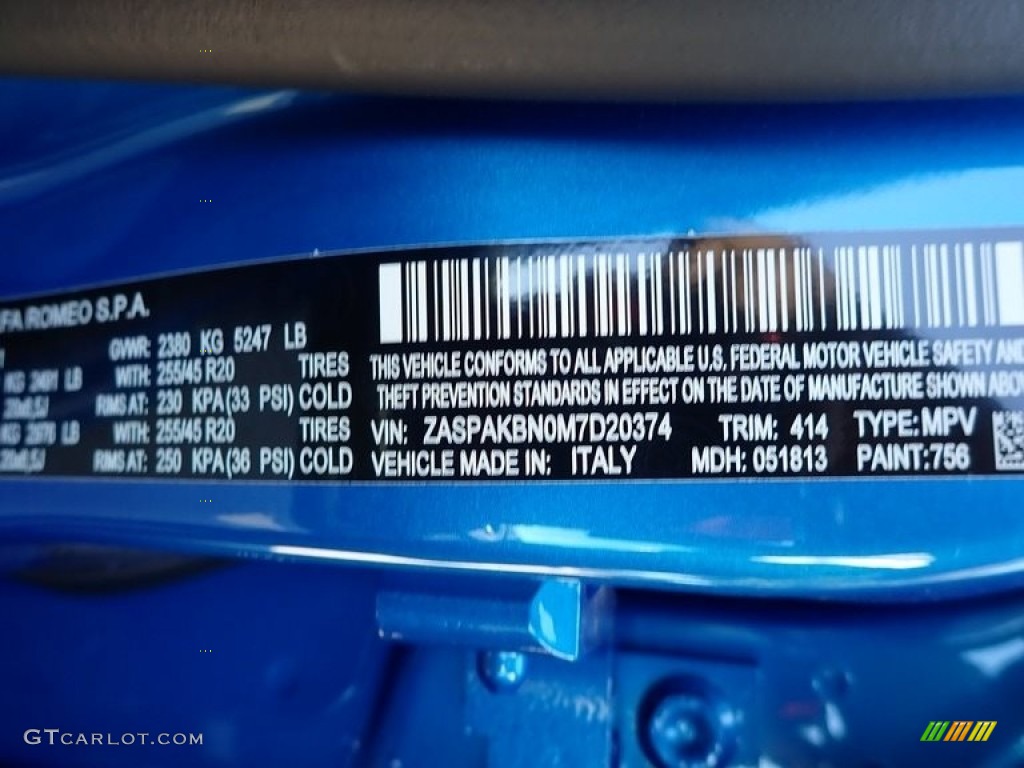 FA ROMEO S.P.A.
GVWR: 2380 KG 5247 LB
LB WITH: 255/45 R20 TIRES
RIMS AT: 230 KPA(33 PSI) COLD
LB WITH: 255/45 R20 TIRES
RIMS AT: 250 KPA(36 PSI) COLD
THIS VEHICLE CONFORMS TO ALL APPLICABLE U.S. FEDERAL MOTOR VEHICLE SAFETY AND
THEFT PREVENTION STANDARDS IN EFFECT ON THE DATE OF MANUFACTURE SHOWN ABOV
VIN: ZASPAKBN0M7D20374 TRIM: 414 TYPE: MPV
VEHICLE MADE IN: ITALY MDH: 051813 PAINT:756
GTCARLOT.COM